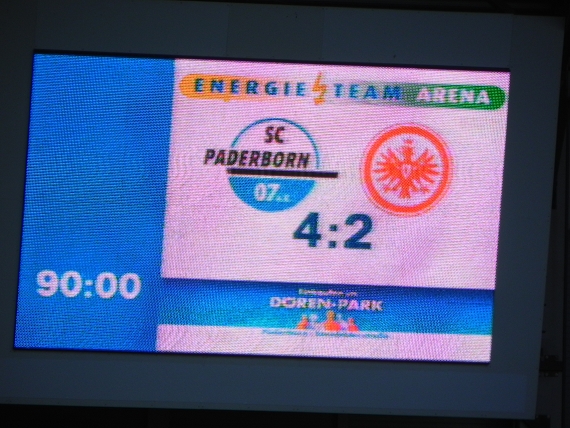 ENERGIE TEAM ARENA
SC
PADERBORN
07
4:2
90:00
DÖREN-PARK